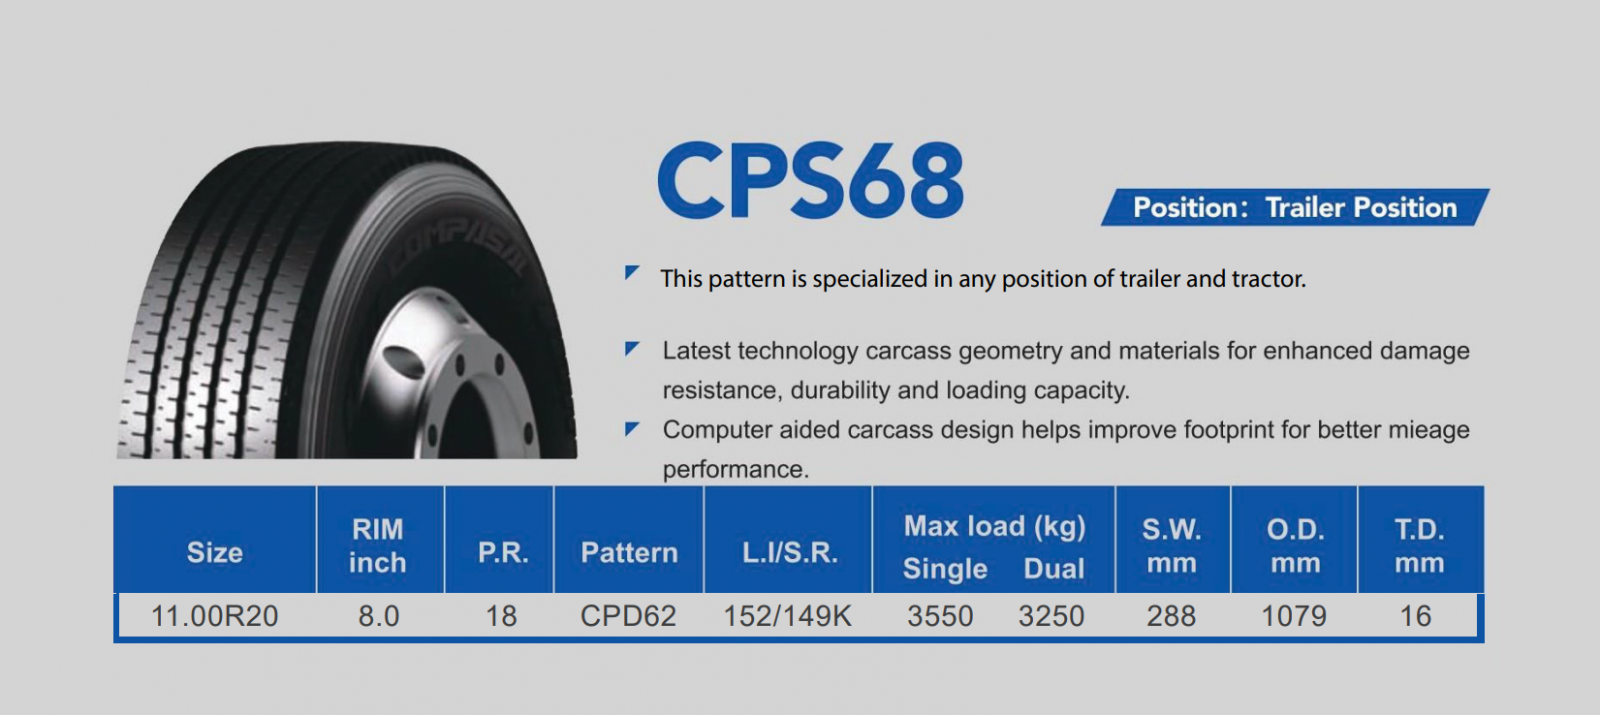 CPS68
Position: Trailer Position
COMPASAL
This pattern is specialized in any position of trailer and tractor.
Latest technology carcass geometry and materials for enhanced damage
resistance, durability and loading capacity.
Computer aided carcass design helps improve footprint for better mieage
performance.
Size RIM inch P.R. Pattern L.I/S.R. Max load (kg) Single Dual S.W. mm O.D. mm T.D. mm
11.00R20 8.0 18 CPD62 152/149K 3550 3250 288 1079 16